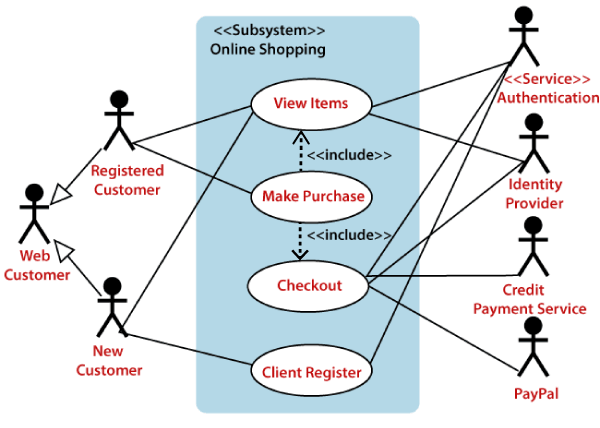 <<Subsystem>>
Online Shopping
View Items
<<include>>
Make Purchase
<<include>>
Checkout
Client Register
Registered
Customer
Web
Customer
New
Customer
<<Service>>
Authentication
Identity
Provider
Credit
Payment Service
PayPal